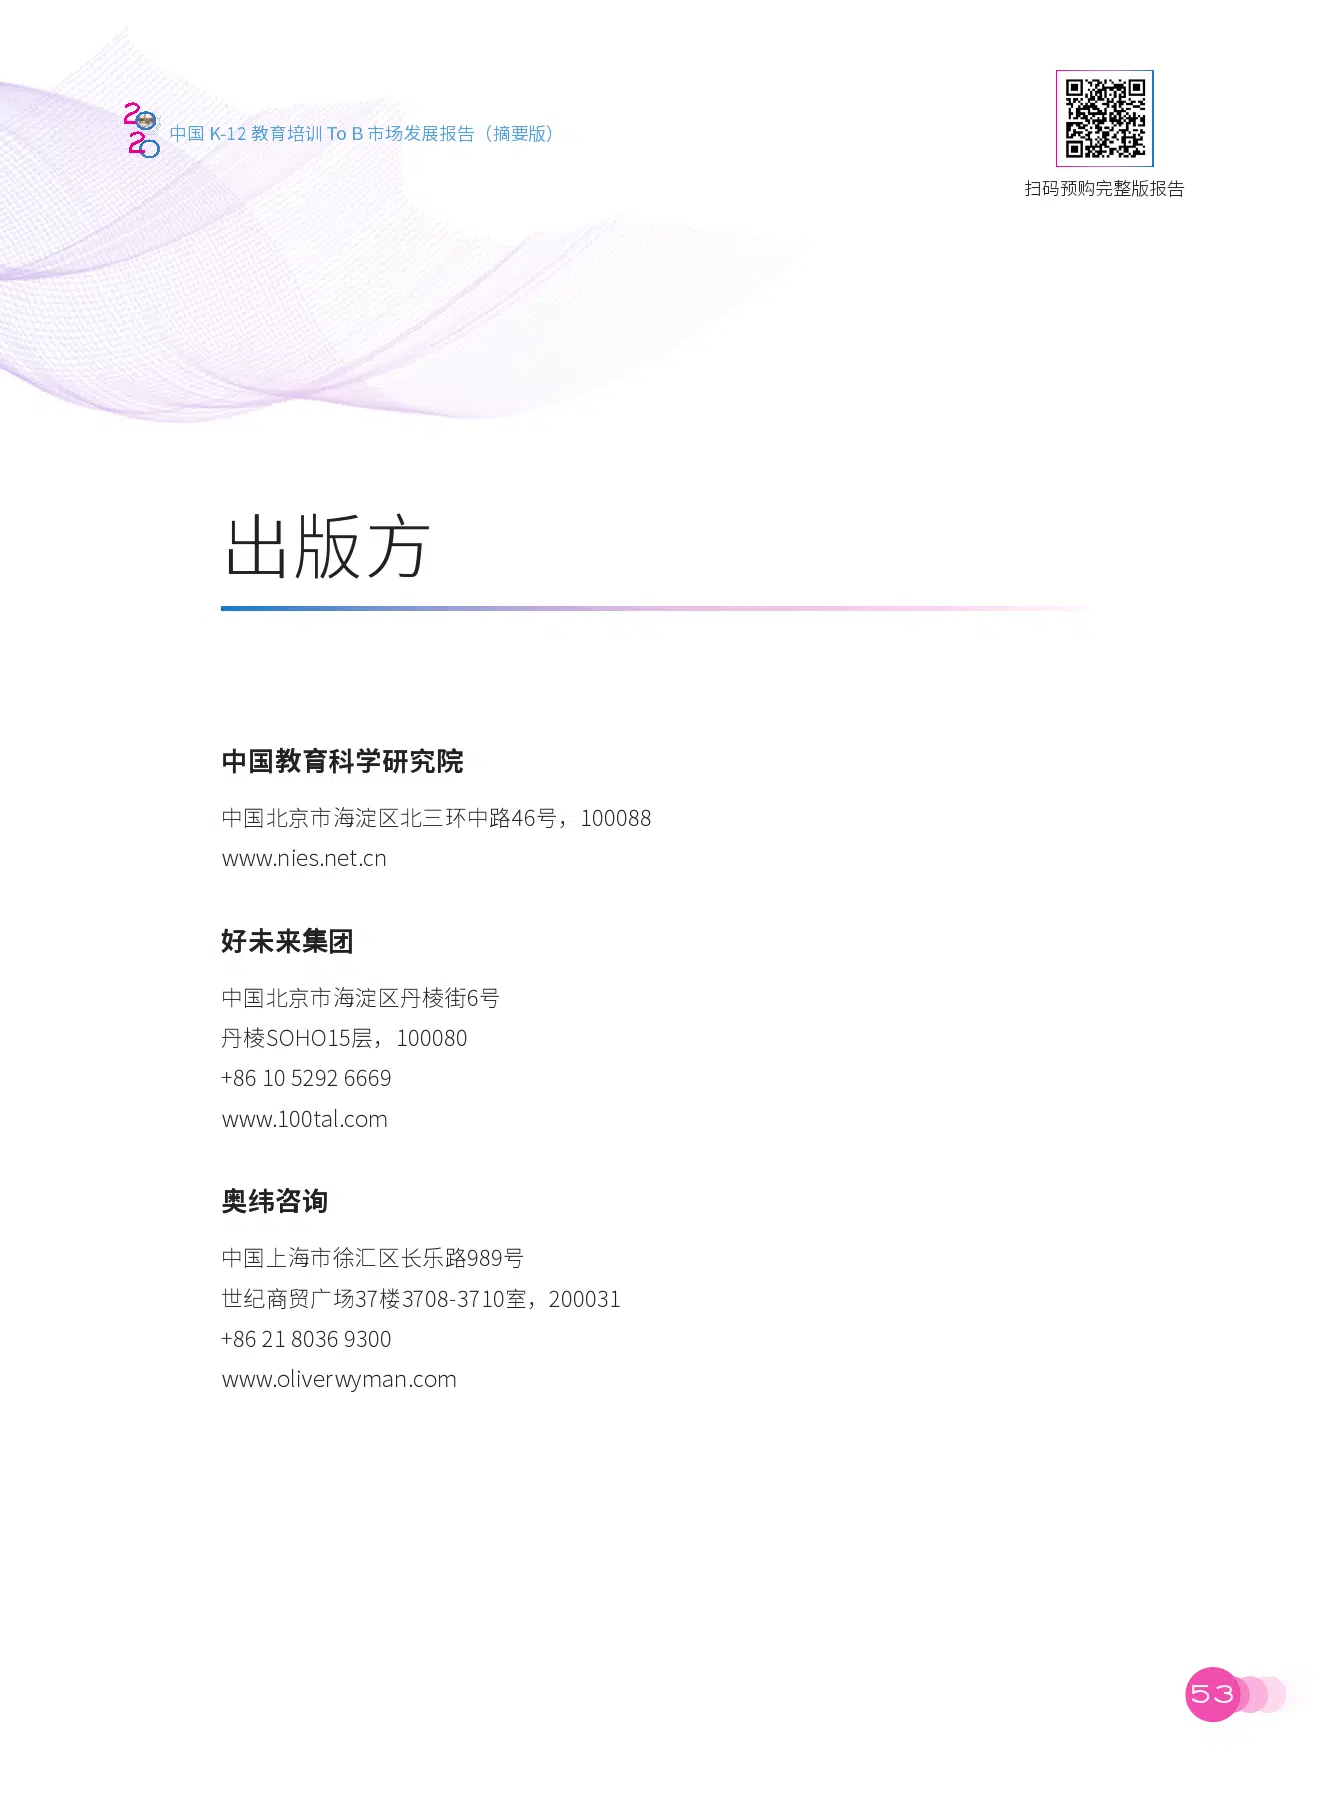 2020
中国 K-12 教育培训 To B 市场发展报告（摘要版）
扫码预购完整版报告
出版方
中国教育科学研究院
中国北京市海淀区北三环中路46号，100088
www.nies.net.cn
好未来集团
中国北京市海淀区丹棱街6号
丹棱SOHO15层，100080
+86 10 5292 6669
www.100tal.com
奥纬咨询
中国上海市徐汇区长乐路989号
世纪商贸广场37楼3708-3710室，200031
+86 21 8036 9300
www.oliverwyman.com
53